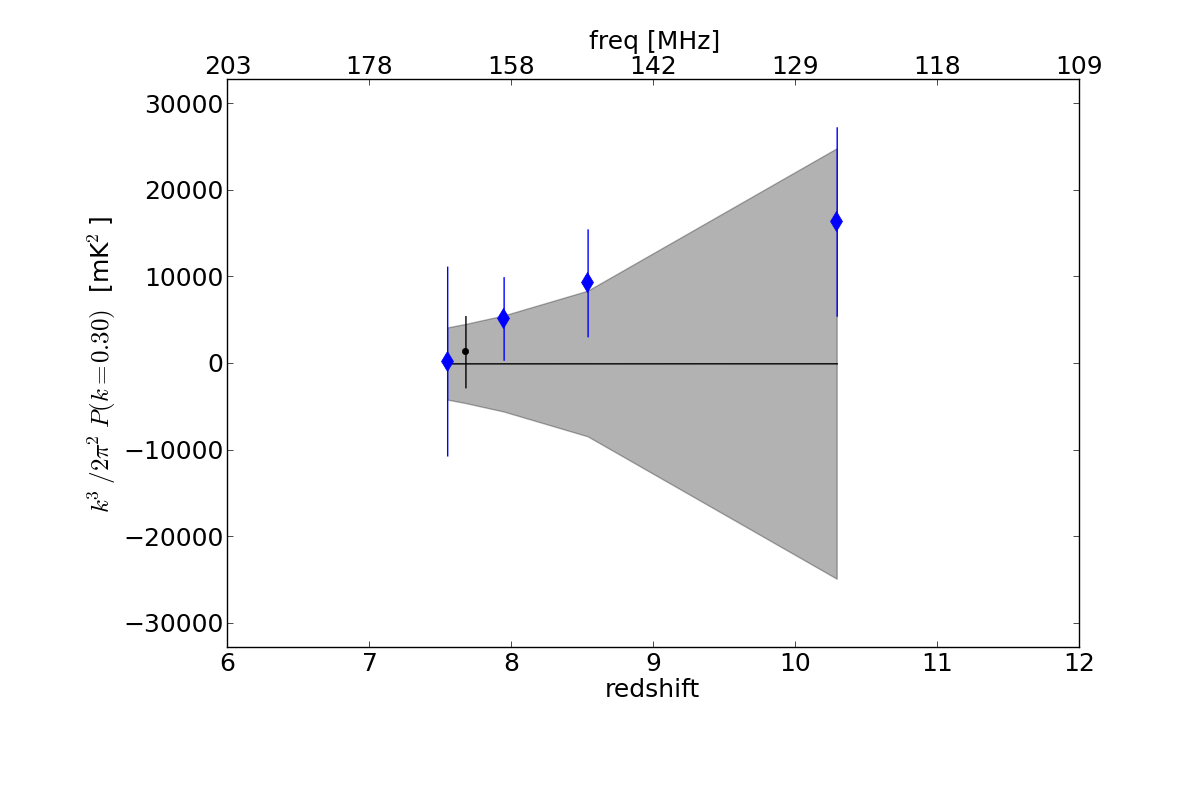 freq [MHz]
203 178 158 142 129 118 109
30000
20000
10000
0
−10000
−20000
−30000
k³ /2π² P(k=0.30) [mK² ]
6 7 8 9 10 11 12
redshift